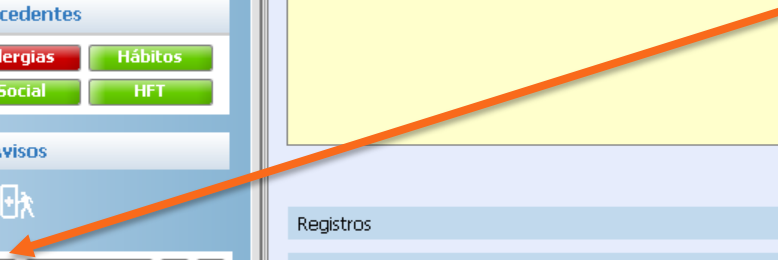 cedentes
lergias Hábitos
Social HFT
Avisos
Registros